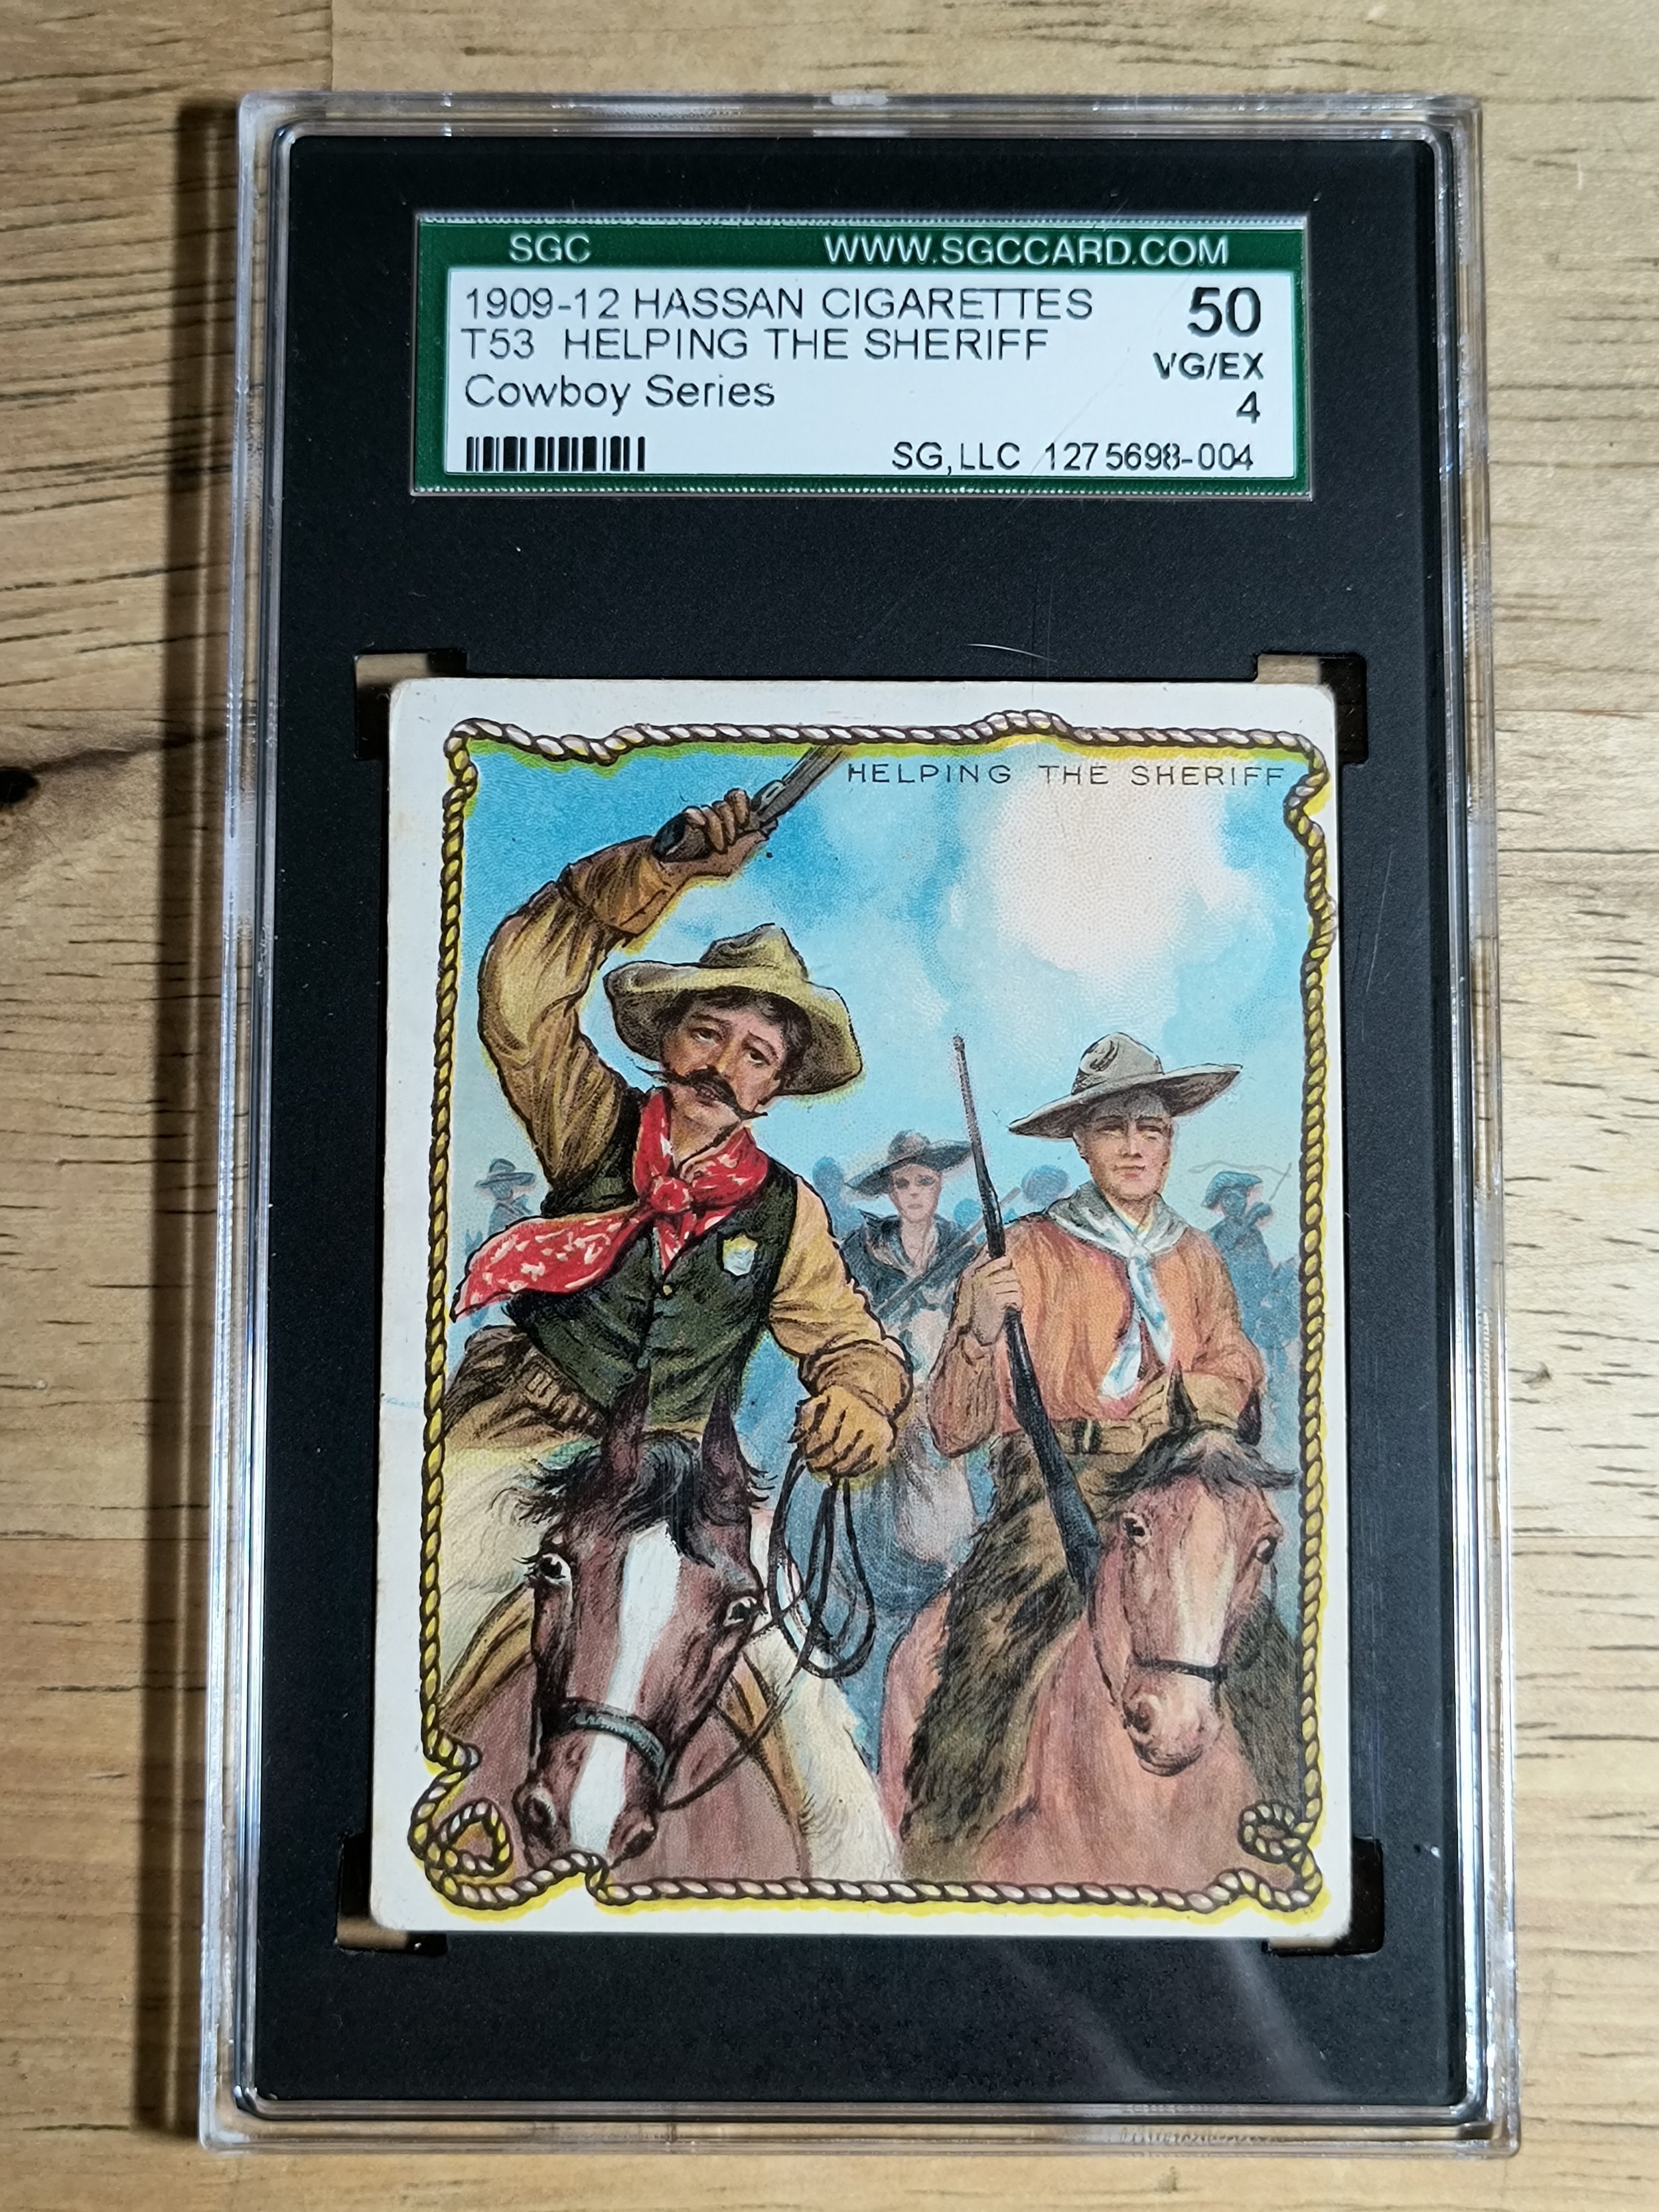 SGC WWW.SGCCARD.COM
1909-12 HASSAN CIGARETTES 50
T53 HELPING THE SHERIFF VG/EX
Cowboy Series 4
SG, LLC 1275698-004
HELPING THE SHERIFF